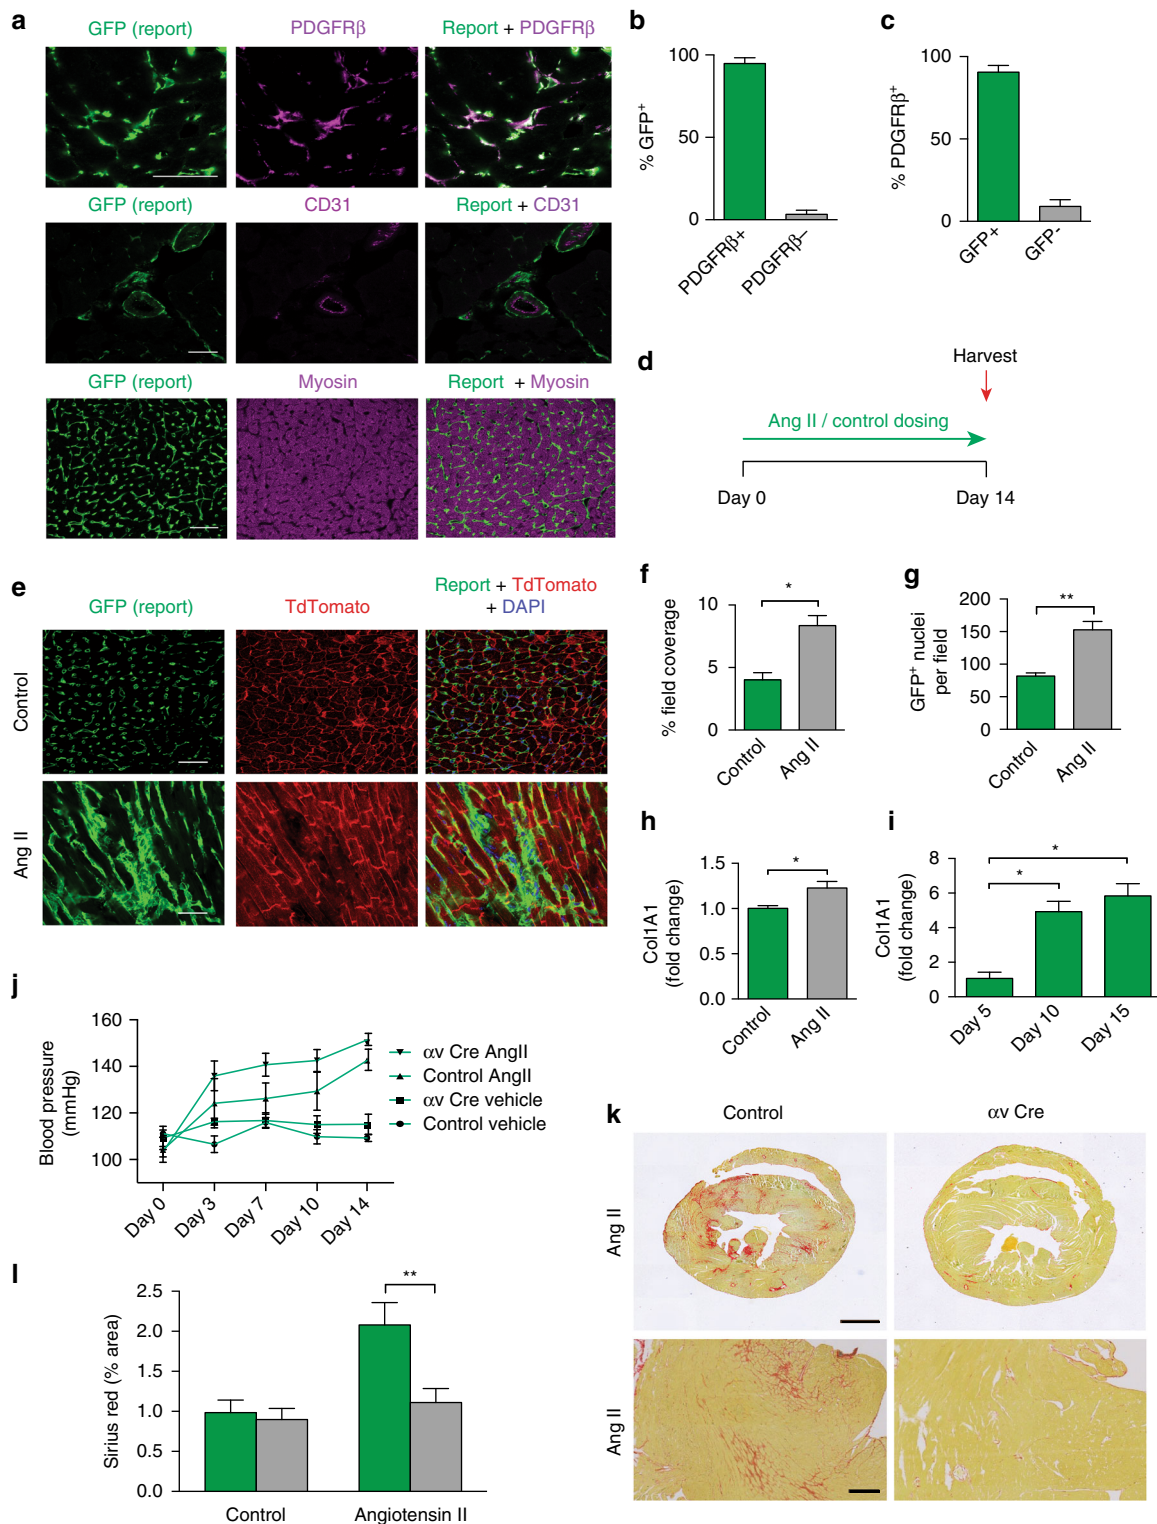 a
GFP (report)
PDGFRβ
Report + PDGFRβ
GFP (report)
CD31
Report + CD31
GFP (report)
Myosin
Report + Myosin
b
% GFP+
100
50
0
PDGFRβ+
PDGFRβ–
c
% PDGFRβ+
100
50
0
GFP+
GFP-
d
Harvest
Ang II / control dosing
Day 0
Day 14
e
GFP (report)
TdTomato
Report + TdTomato
+ DAPI
Control
Ang II
f
% field coverage
10
5
0
*
Control
Ang II
g
GFP+ nuclei
per field
200
150
100
50
0
**
Control
Ang II
h
Col1A1
(fold change)
1.5
1.0
0.5
0.0
*
Control
Ang II
i
Col1A1
(fold change)
8
6
4
2
0
*
*
Day 5
Day 10
Day 15
j
Blood pressure
(mmHg)
160
140
120
100
Day 0
Day 3
Day 7
Day 10
Day 14
αv Cre AngII
Control AngII
αv Cre vehicle
Control vehicle
k
Control
αv Cre
Ang II
Ang II
l
Sirius red (% area)
2.5
2.0
1.5
1.0
0.5
0.0
**
Control
Angiotensin II